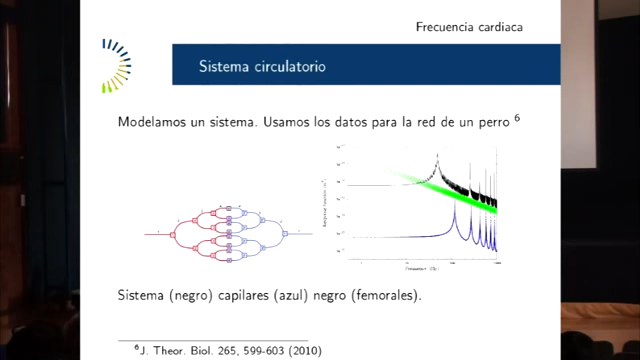 Frecuencia cardiaca
Sistema circulatorio
Modelamos un sistema. Usamos los datos para la red de un perro 6
Sistema (negro) capilares (azul) negro (femorales).
6J. Theor. Biol. 265, 599-603 (2010)